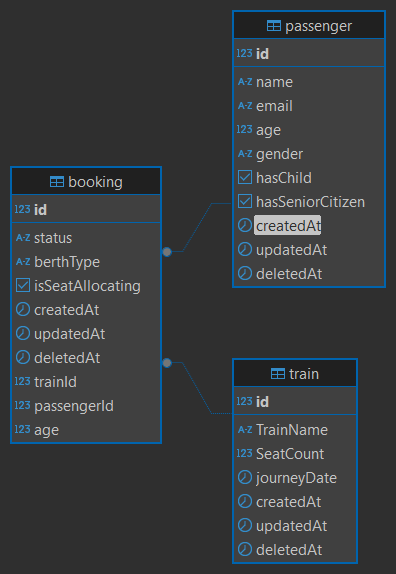 passenger
123 id
A-Z name
A-Z email
123 age
A-Z gender
hasChild
hasSeniorCitizen
createdAt
updatedAt
deletedAt
booking
123 id
A-Z status
A-Z berthType
isSeatAllocating
createdAt
updatedAt
deletedAt
123 trainId
123 passengerId
123 age
train
123 id
A-Z TrainName
123 SeatCount
journeyDate
createdAt
updatedAt
deletedAt